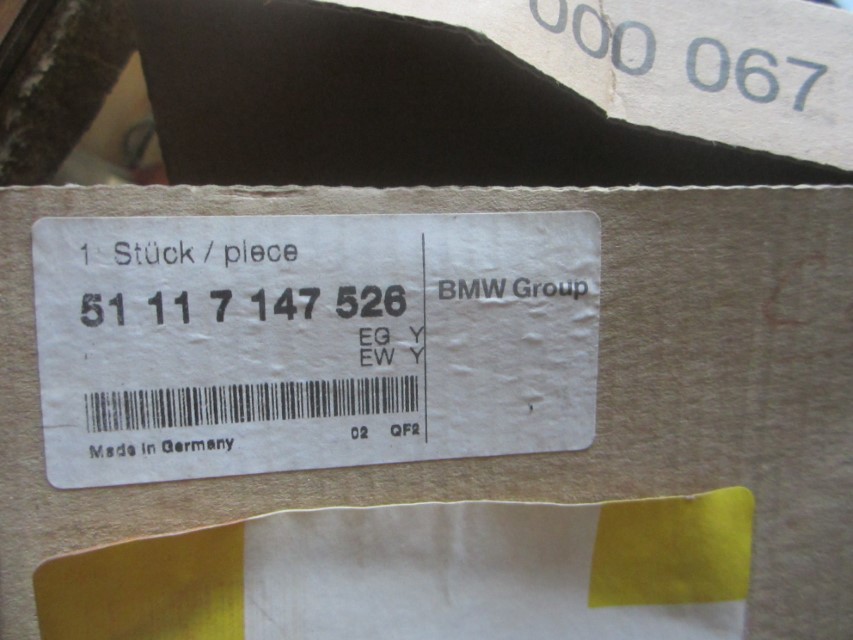 000 067
1 Stück / piece
51 11 7 147 526
BMW Group
EG Y
EW Y
Made in Germany
02 QF2